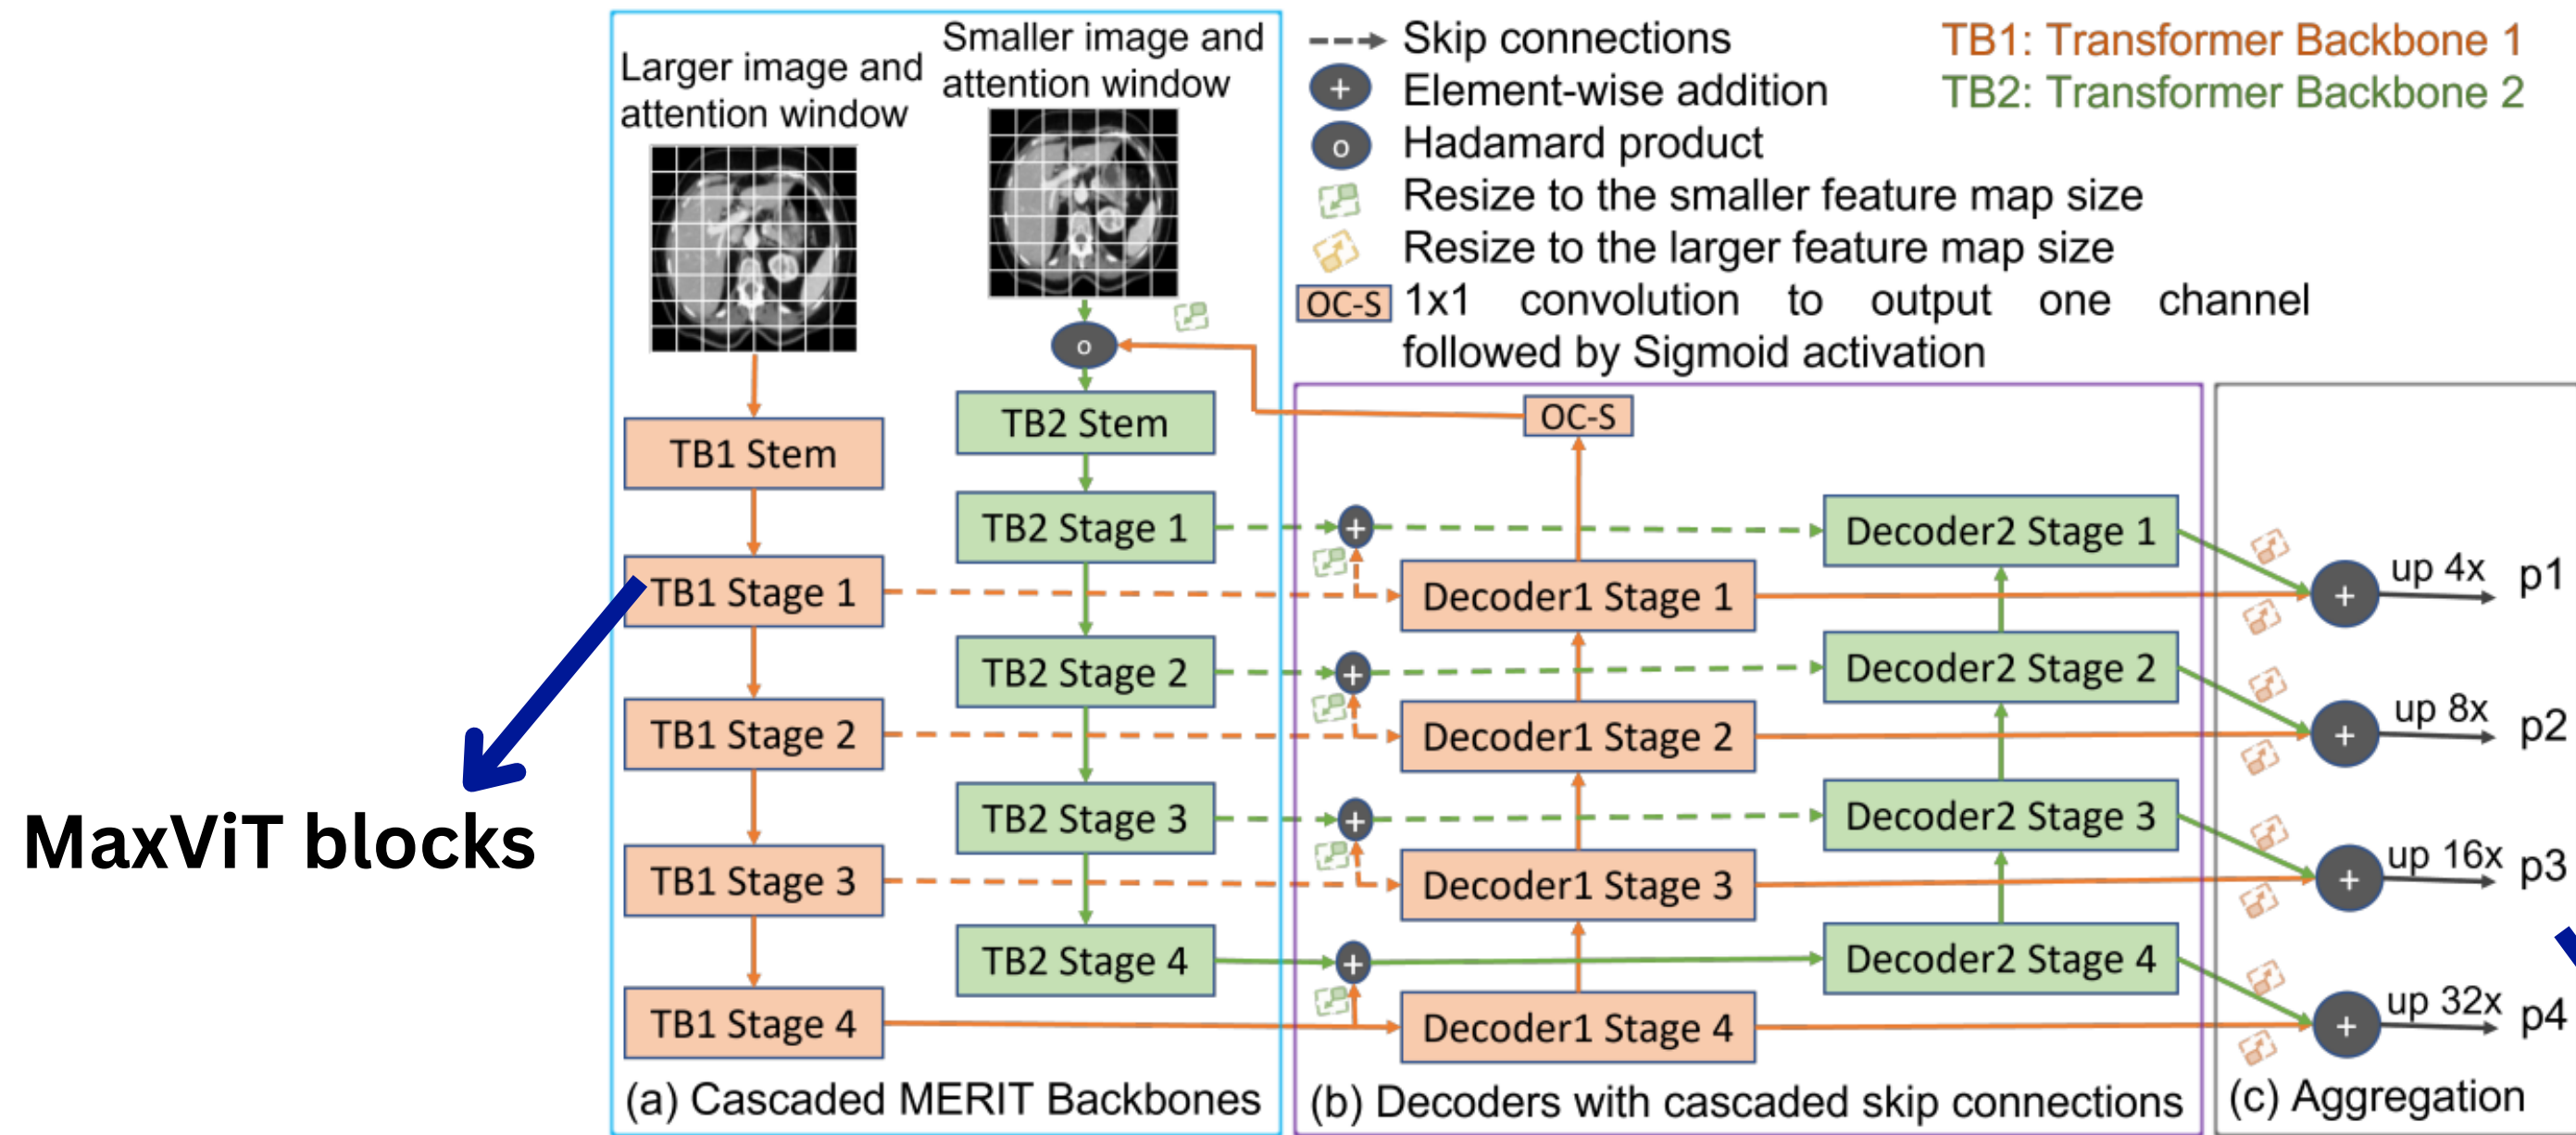 Larger image and
attention window
Smaller image and
attention window
Skip connections
+
Element-wise addition
o
Hadamard product
Resize to the smaller feature map size
Resize to the larger feature map size
OC-S
1x1 convolution to output one channel
followed by Sigmoid activation
TB1: Transformer Backbone 1
TB2: Transformer Backbone 2
o
TB1 Stem
TB1 Stage 1
TB1 Stage 2
TB1 Stage 3
TB1 Stage 4
TB2 Stem
TB2 Stage 1
TB2 Stage 2
TB2 Stage 3
TB2 Stage 4
MaxViT blocks
(a) Cascaded MERIT Backbones
OC-S
+
+
+
+
Decoder1 Stage 1
Decoder1 Stage 2
Decoder1 Stage 3
Decoder1 Stage 4
Decoder2 Stage 1
Decoder2 Stage 2
Decoder2 Stage 3
Decoder2 Stage 4
(b) Decoders with cascaded skip connections
+ up 4x p1
+ up 8x p2
+ up 16x p3
+ up 32x p4
(c) Aggregation